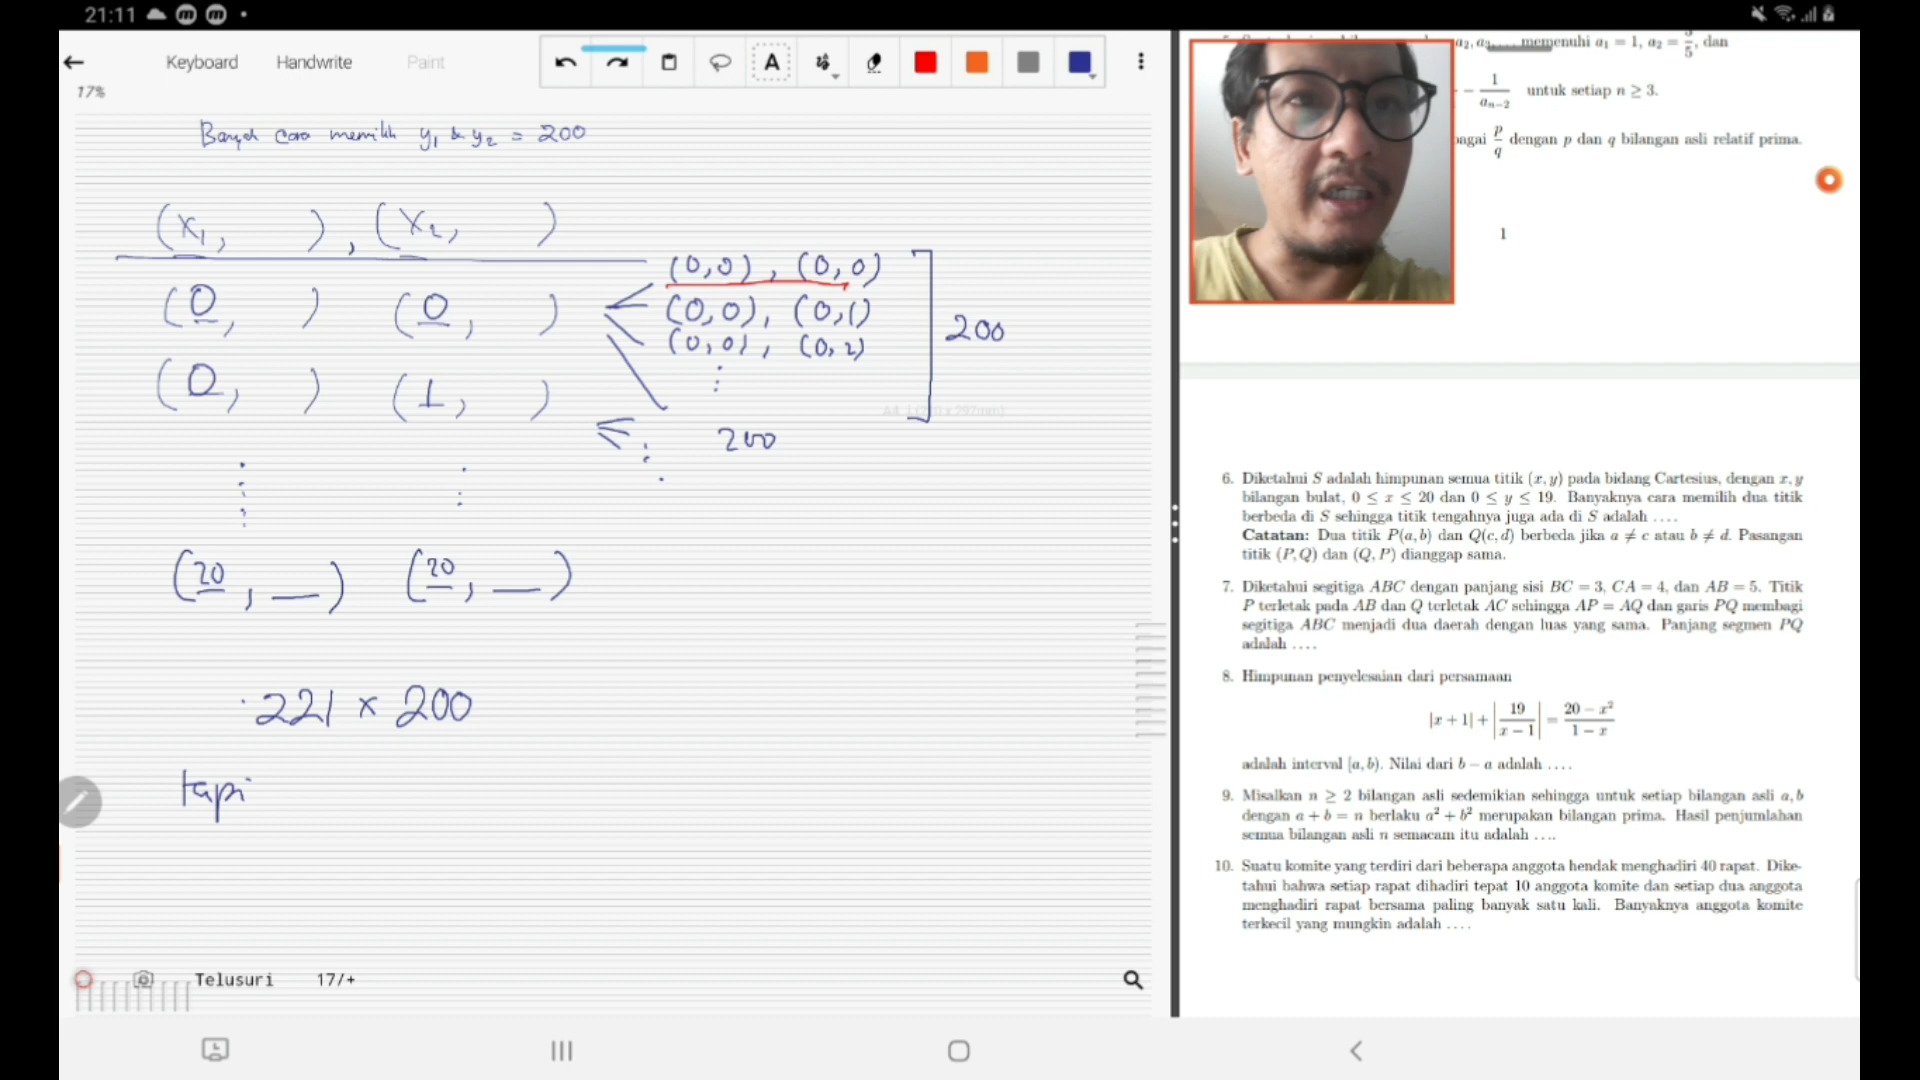 21:11
Keyboard Handwrite Paint
A
17%
Banyak cara memilih y₁ & y₂ = 200
(x₁, ), (x₂, )
(0,0), (0,0)
(0, ) (0, ) (0,0), (0,1) 200
(0,0), (0,2)
(0, ) (1, ) ⋮
200
⋮ ⋮
(20, _) (20, _)
221 x 200
tapi
Telusuri 17/+
a₂, a₃, ... memenuhi a₁ = 1, a₂ = 3/5, dan
- 1/aₙ₋₂ untuk setiap n ≥ 3.
bagai p/q dengan p dan q bilangan asli relatif prima.
1
6. Diketahui S adalah himpunan semua titik (x, y) pada bidang Cartesius, dengan x, y
bilangan bulat, 0 ≤ x ≤ 20 dan 0 ≤ y ≤ 19. Banyaknya cara memilih dua titik
berbeda di S sehingga titik tengahnya juga ada di S adalah ....
Catatan: Dua titik P(a, b) dan Q(c, d) berbeda jika a ≠ c atau b ≠ d. Pasangan
titik (P, Q) dan (Q, P) dianggap sama.
7. Diketahui segitiga ABC dengan panjang sisi BC = 3, CA = 4, dan AB = 5. Titik
P terletak pada AB dan Q terletak AC sehingga AP = AQ dan garis PQ membagi
segitiga ABC menjadi dua daerah dengan luas yang sama. Panjang segmen PQ
adalah ....
8. Himpunan penyelesaian dari persamaan
|x + 1| + |19/(x − 1)| = (20 − x²)/(1 − x)
adalah interval [a, b). Nilai dari b − a adalah ....
9. Misalkan n ≥ 2 bilangan asli sedemikian sehingga untuk setiap bilangan asli a, b
dengan a + b = n berlaku a² + b² merupakan bilangan prima. Hasil penjumlahan
semua bilangan asli n semacam itu adalah ....
10. Suatu komite yang terdiri dari beberapa anggota hendak menghadiri 40 rapat. Dike-
tahui bahwa setiap rapat dihadiri tepat 10 anggota komite dan setiap dua anggota
menghadiri rapat bersama paling banyak satu kali. Banyaknya anggota komite
terkecil yang mungkin adalah ....